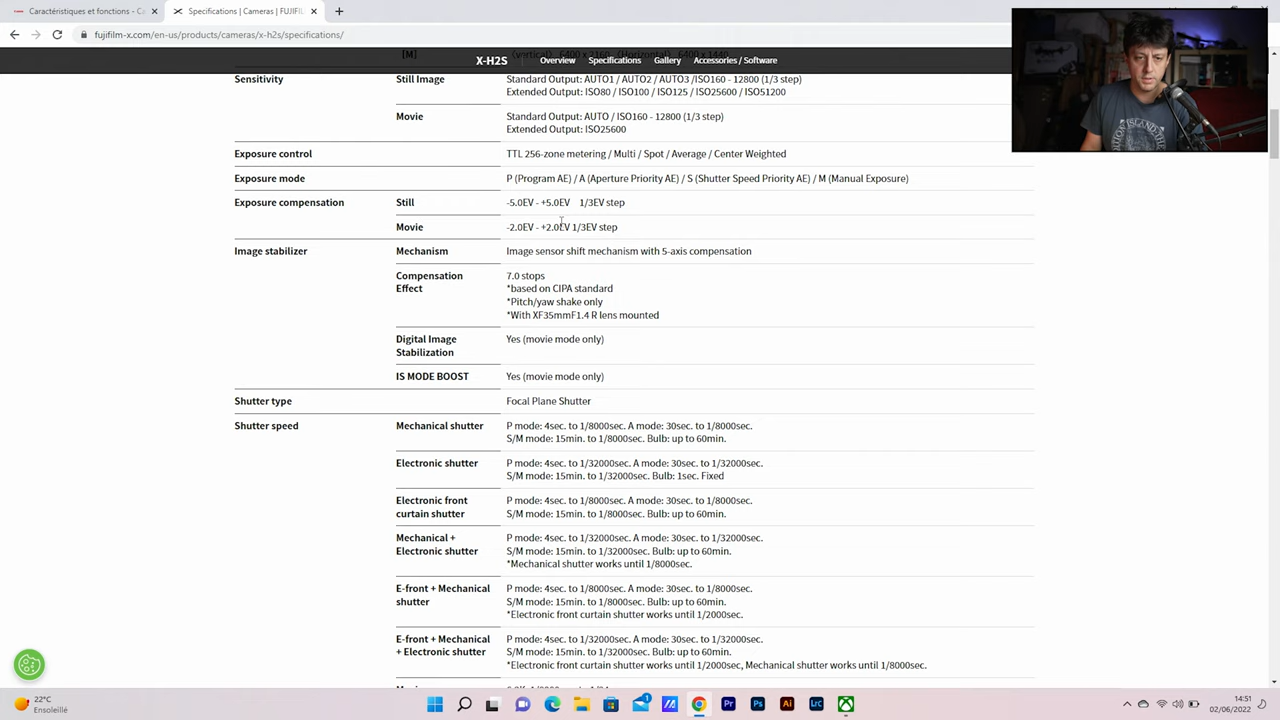 Caractéristiques et fonctions - Ca
Specifications | Cameras | FUJIFIL
fujifilm-x.com/en-us/products/cameras/x-h2s/specifications/
[M] (Vertical) 6400 x 2160 (Horizontal) 6400 x 1440
X-H2S Overview Specifications Gallery Accessories / Software
Sensitivity Still Image Standard Output: AUTO1 / AUTO2 / AUTO3 /ISO160 - 12800 (1/3 step)
Extended Output: ISO80 / ISO100 / ISO125 / ISO25600 / ISO51200
Movie Standard Output: AUTO / ISO160 - 12800 (1/3 step)
Extended Output: ISO25600
Exposure control TTL 256-zone metering / Multi / Spot / Average / Center Weighted
Exposure mode P (Program AE) / A (Aperture Priority AE) / S (Shutter Speed Priority AE) / M (Manual Exposure)
Exposure compensation Still -5.0EV - +5.0EV 1/3EV step
Movie -2.0EV - +2.0EV 1/3EV step
Image stabilizer Mechanism Image sensor shift mechanism with 5-axis compensation
Compensation Effect 7.0 stops
*based on CIPA standard
*Pitch/yaw shake only
*With XF35mmF1.4 R lens mounted
Digital Image Stabilization Yes (movie mode only)
IS MODE BOOST Yes (movie mode only)
Shutter type Focal Plane Shutter
Shutter speed Mechanical shutter P mode: 4sec. to 1/8000sec. A mode: 30sec. to 1/8000sec.
S/M mode: 15min. to 1/8000sec. Bulb: up to 60min.
Electronic shutter P mode: 4sec. to 1/32000sec. A mode: 30sec. to 1/32000sec.
S/M mode: 15min. to 1/32000sec. Bulb: 1sec. Fixed
Electronic front curtain shutter P mode: 4sec. to 1/8000sec. A mode: 30sec. to 1/8000sec.
S/M mode: 15min. to 1/8000sec. Bulb: up to 60min.
Mechanical + Electronic shutter P mode: 4sec. to 1/32000sec. A mode: 30sec. to 1/32000sec.
S/M mode: 15min. to 1/32000sec. Bulb: up to 60min.
*Mechanical shutter works until 1/8000sec.
E-front + Mechanical shutter P mode: 4sec. to 1/8000sec. A mode: 30sec. to 1/8000sec.
S/M mode: 15min. to 1/8000sec. Bulb: up to 60min.
*Electronic front curtain shutter works until 1/2000sec.
E-front + Mechanical + Electronic shutter P mode: 4sec. to 1/32000sec. A mode: 30sec. to 1/32000sec.
S/M mode: 15min. to 1/32000sec. Bulb: up to 60min.
*Electronic front curtain shutter works until 1/2000sec, Mechanical shutter works until 1/8000sec.
22°C
Ensoleillé
1
Pr Ps Ai Lrc
14:51
02/06/2022